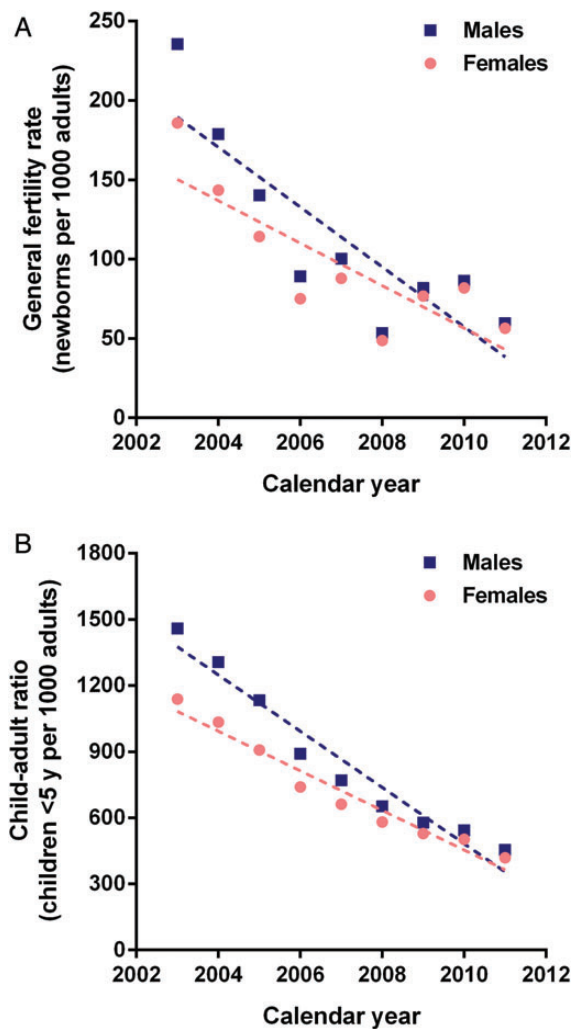 A
250
200
150
100
50
0
General fertility rate
(newborns per 1000 adults)
Males
Females
2002 2004 2006 2008 2010 2012
Calendar year
B
1800
1500
1200
900
600
300
0
Child-adult ratio
(children <5 y per 1000 adults)
Males
Females
2002 2004 2006 2008 2010 2012
Calendar year